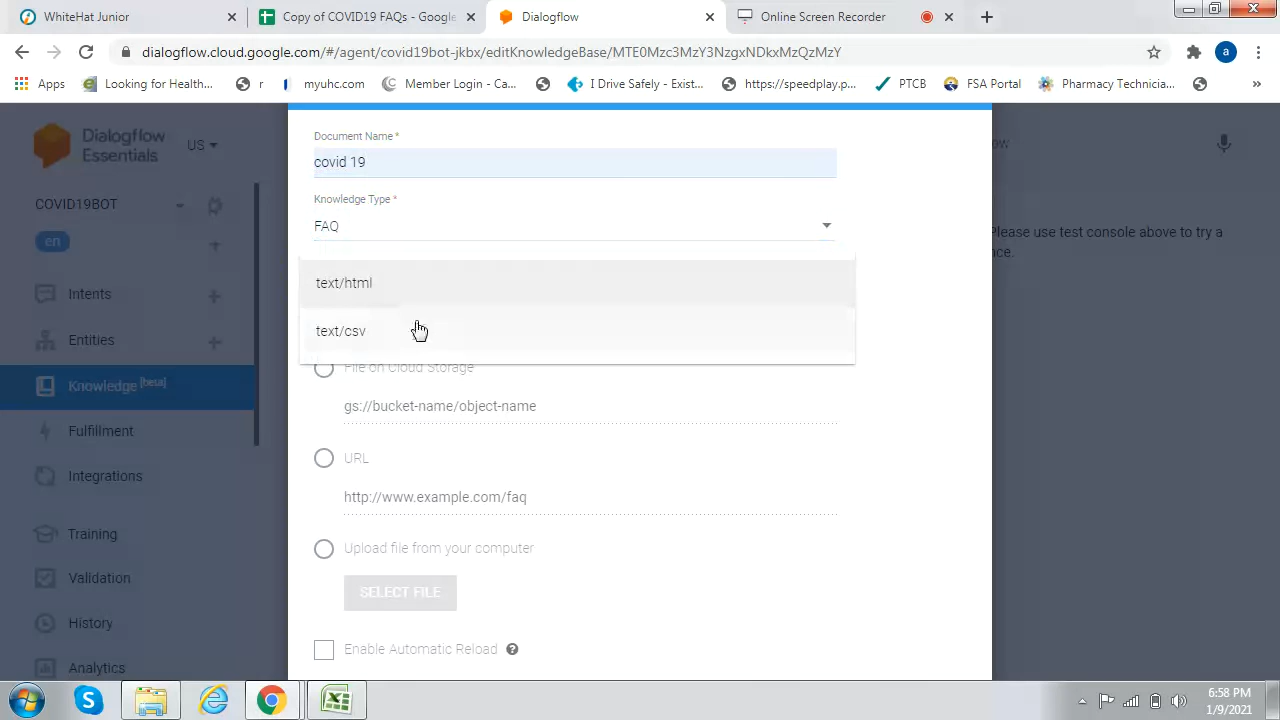 WhiteHat Junior
Copy of COVID19 FAQs - Google
Dialogflow
Online Screen Recorder
dialogflow.cloud.google.com/#/agent/covid19bot-jkbx/editKnowledgeBase/MTE0Mzc3MzY3NzgxNDkxMzQzMzY
a
Apps
Looking for Health...
r
myuhc.com
Member Login - Ca...
I Drive Safely - Exist...
https://speedplay.p...
PTCB
FSA Portal
Pharmacy Technicia...
»
Dialogflow
Essentials
US
COVID19BOT
en
Intents
Entities
Knowledge [beta]
Fulfillment
Integrations
Training
Validation
History
Analytics
Document Name *
covid 19
Knowledge Type *
FAQ
text/html
text/csv
File on Cloud Storage
gs://bucket-name/object-name
URL
http://www.example.com/faq
Upload file from your computer
SELECT FILE
Enable Automatic Reload
ow
Please use test console above to try a
nce.
6:58 PM
1/9/2021